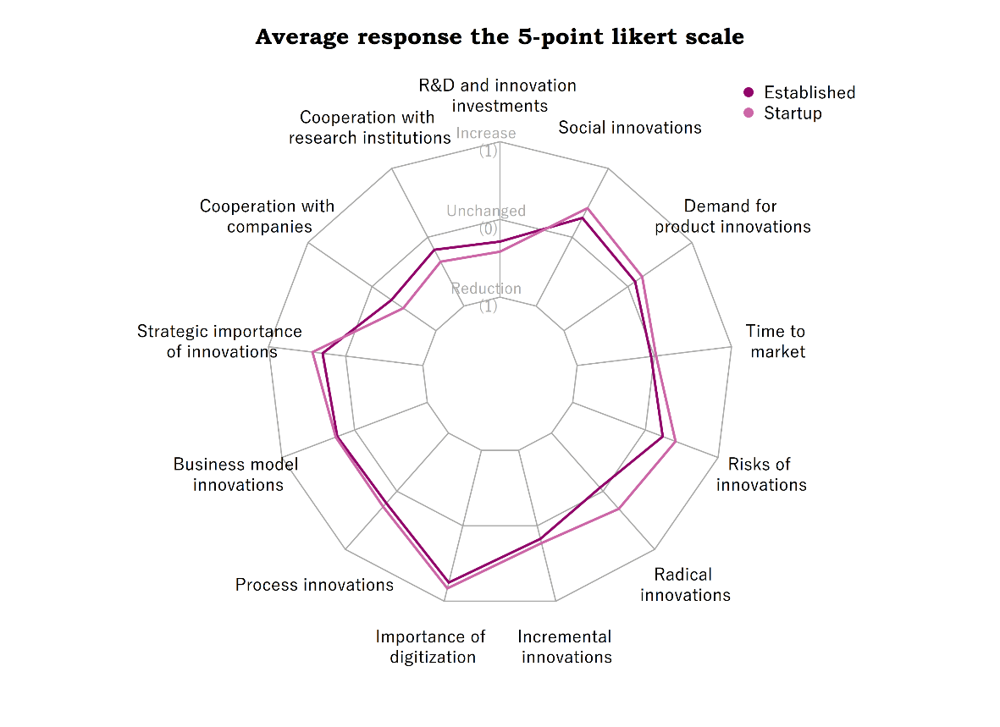 Average response the 5-point likert scale
Established
Startup
R&D and innovation
investments
Social innovations
Demand for
product innovations
Time to
market
Risks of
innovations
Radical
innovations
Incremental
innovations
Importance of
digitization
Process innovations
Business model
innovations
Strategic importance
of innovations
Cooperation with
companies
Cooperation with
research institutions
Increase
(1)
Unchanged
(0)
Reduction
(1)